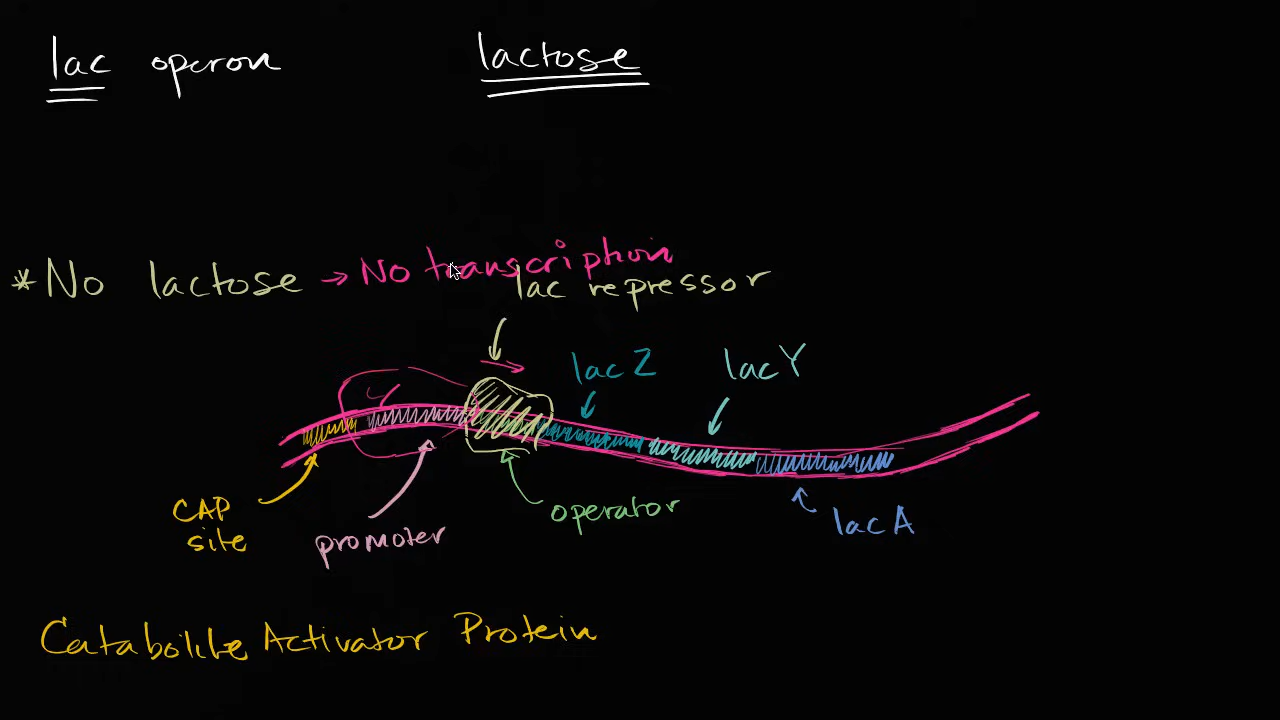 lac operon
lactose
*No lactose → No transcription
lac repressor
lac Z
lac Y
CAP
site
promoter
operator
lac A
Catabolite Activator Protein